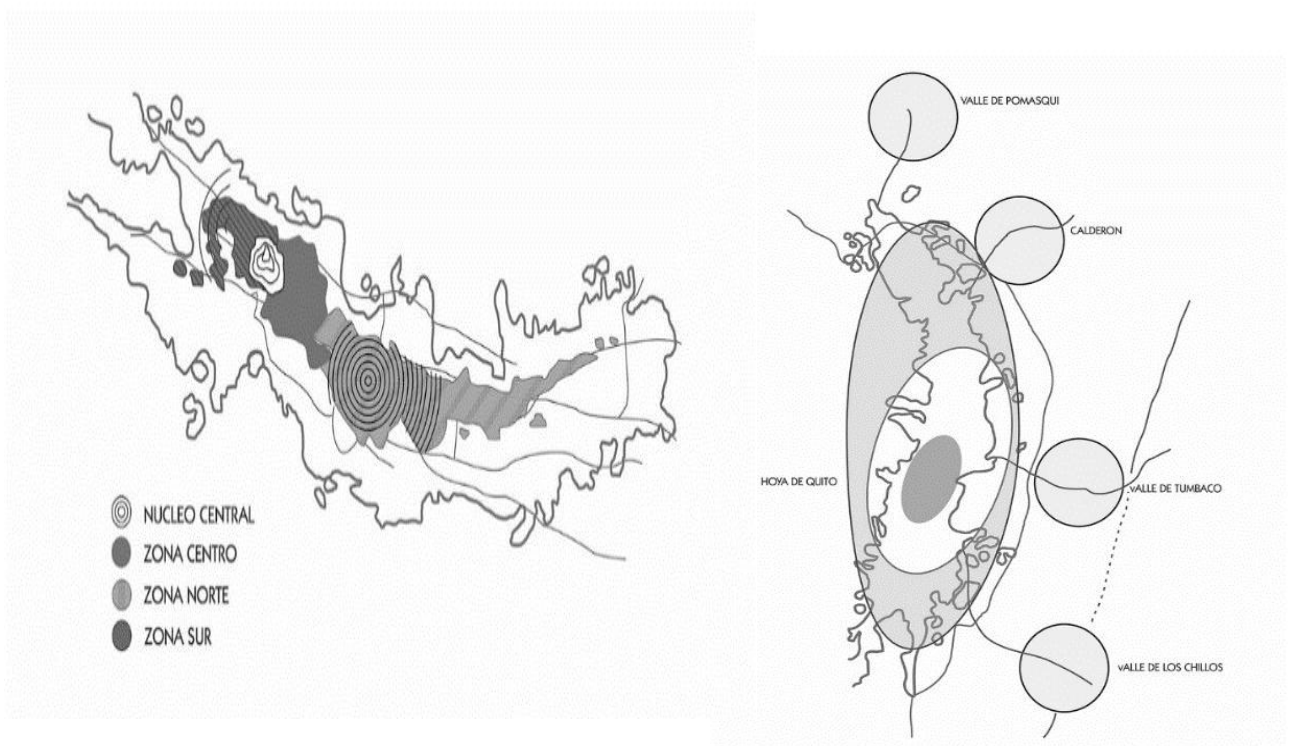 NUCLEO CENTRAL
ZONA CENTRO
ZONA NORTE
ZONA SUR
VALLE DE POMASQUI
CALDERON
HOYA DE QUITO
vALLE DE TUMBACO
vALLE DE LOS CHILLOS